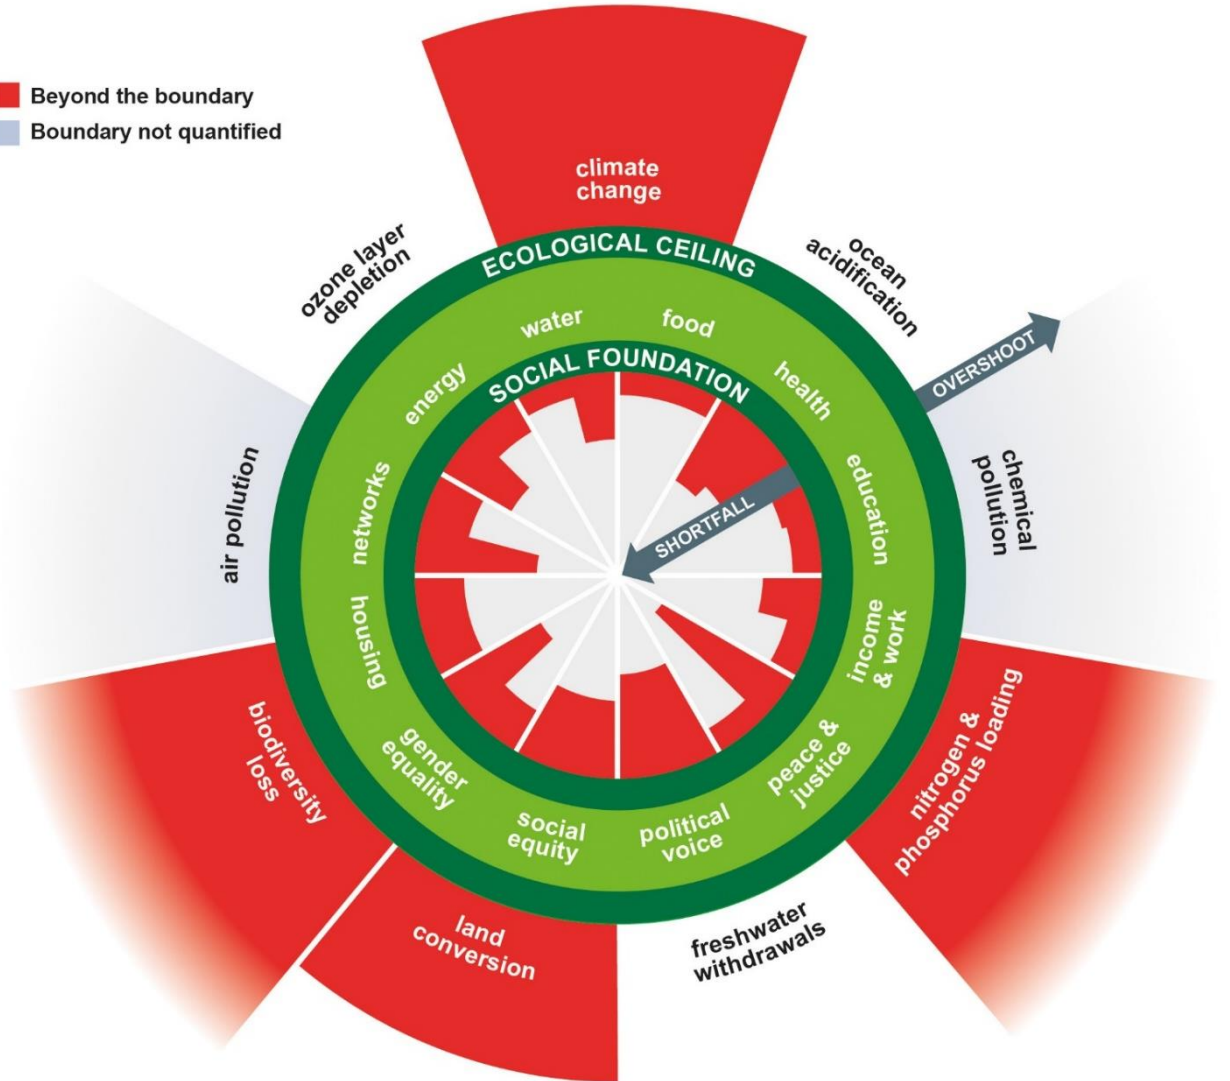 Beyond the boundary
Boundary not quantified
climate
change
ozone layer
depletion
ocean
acidification
ECOLOGICAL CEILING
OVERSHOOT
water
food
SOCIAL FOUNDATION
energy
health
SHORTFALL
air pollution
networks
education
chemical
pollution
housing
income
& work
biodiversity
loss
gender
equality
social
equity
political
voice
peace &
justice
nitrogen &
phosphorus loading
land
conversion
freshwater
withdrawals